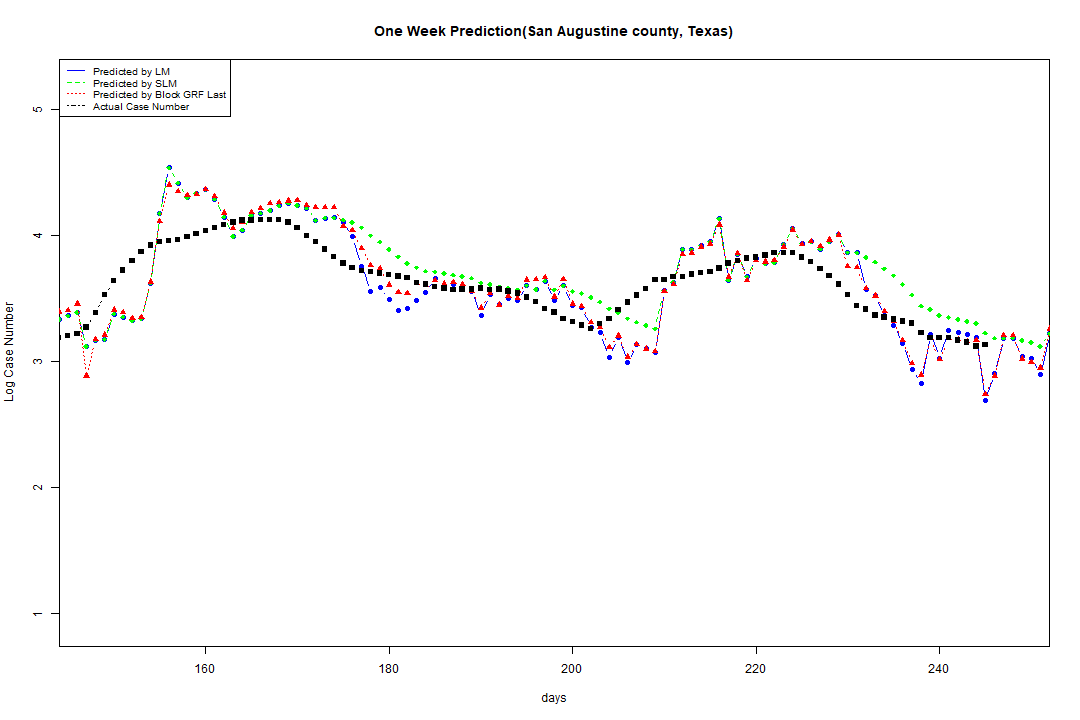 One Week Prediction(San Augustine county, Texas)
Predicted by LM
Predicted by SLM
Predicted by Block GRF Last
Actual Case Number
5
4
3
2
1
Log Case Number
160
180
200
220
240
days